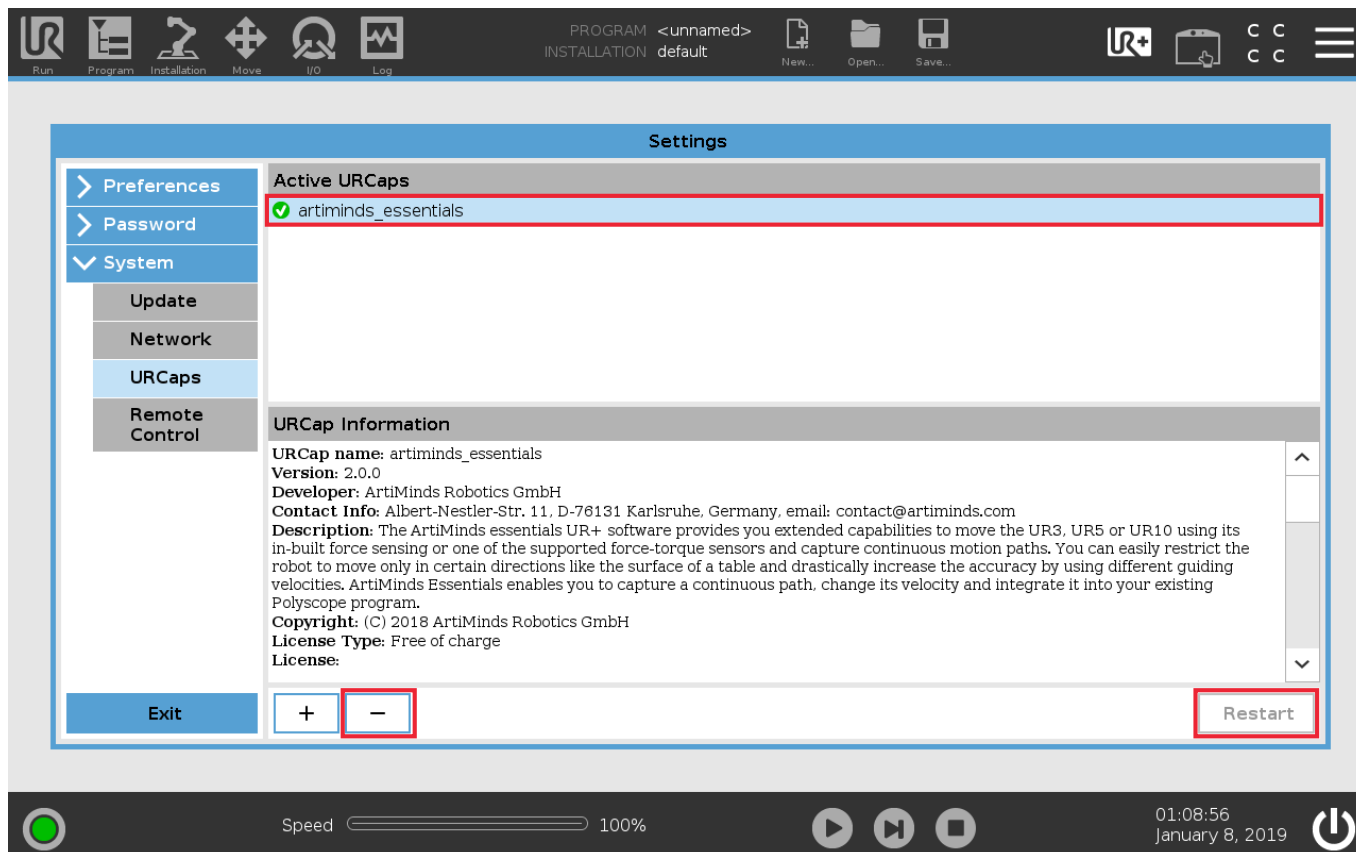 PROGRAM <unnamed>
INSTALLATION default
Run Program Installation Move I/O Log New... Open... Save...
UR+
C C
C C
Settings
Preferences
Password
System
Update
Network
URCaps
Remote
Control
Exit
Active URCaps
artiminds_essentials
URCap Information
URCap name: artiminds_essentials
Version: 2.0.0
Developer: ArtiMinds Robotics GmbH
Contact Info: Albert-Nestler-Str. 11, D-76131 Karlsruhe, Germany, email: contact@artiminds.com
Description: The ArtiMinds essentials UR+ software provides you extended capabilities to move the UR3, UR5 or UR10 using its
in-built force sensing or one of the supported force-torque sensors and capture continuous motion paths. You can easily restrict the
robot to move only in certain directions like the surface of a table and drastically increase the accuracy by using different guiding
velocities. ArtiMinds Essentials enables you to capture a continuous path, change its velocity and integrate it into your existing
Polyscope program.
Copyright: (C) 2018 ArtiMinds Robotics GmbH
License Type: Free of charge
License:
+ −
Restart
Speed 100%
01:08:56
January 8, 2019